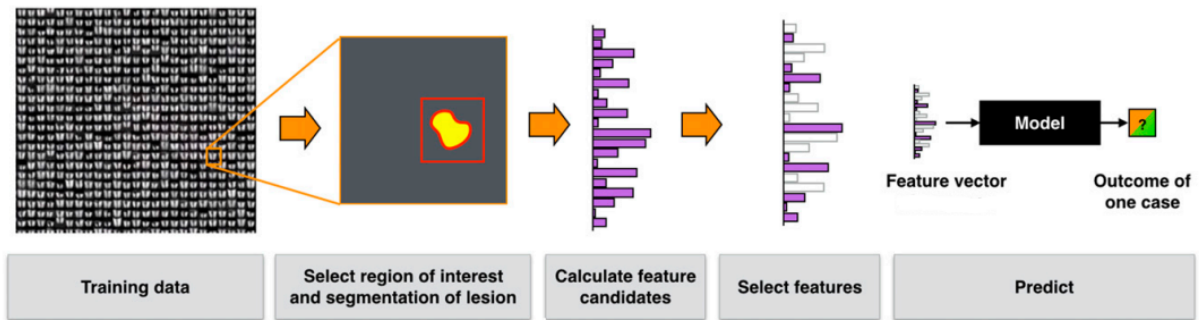 Model
?
Feature vector
Outcome of
one case
Training data
Select region of interest
and segmentation of lesion
Calculate feature
candidates
Select features
Predict